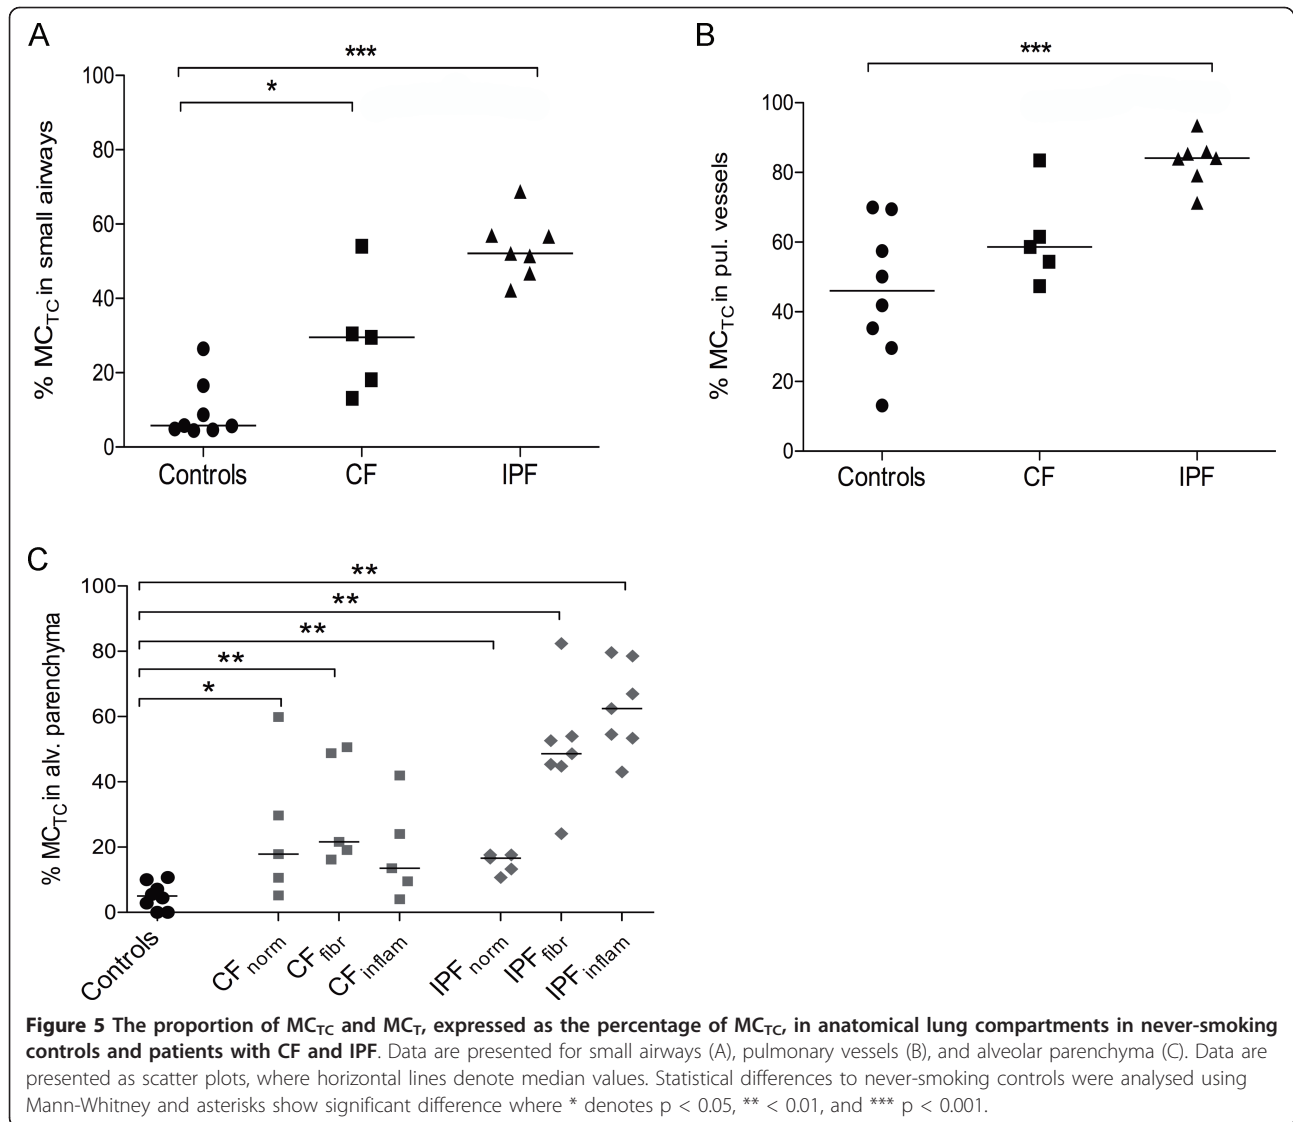 A
***
*
100
80
60
40
20
0
% MCTC in small airways
Controls CF IPF
B
***
100
80
60
40
20
0
% MCTC in pul. vessels
Controls CF IPF
C
**
**
**
**
*
100
80
60
40
20
0
% MCTC in alv. parenchyma
Controls CF norm CF fibr CF inflam IPF norm IPF fibr IPF inflam
Figure 5 The proportion of MCTC and MCT, expressed as the percentage of MCTC, in anatomical lung compartments in never-smoking
controls and patients with CF and IPF. Data are presented for small airways (A), pulmonary vessels (B), and alveolar parenchyma (C). Data are
presented as scatter plots, where horizontal lines denote median values. Statistical differences to never-smoking controls were analysed using
Mann-Whitney and asterisks show significant difference where * denotes p < 0.05, ** < 0.01, and *** p < 0.001.